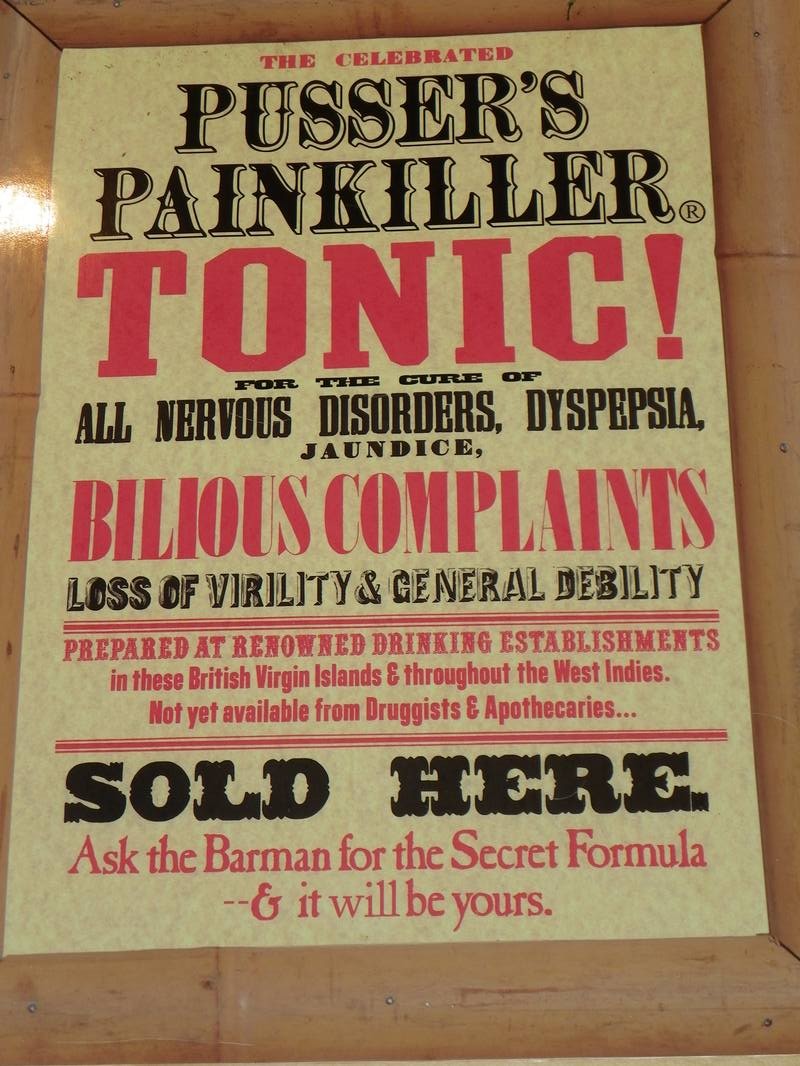 THE CELEBRATED
PUSSER'S
PAINKILLER®
TONIC!
FOR THE CURE OF
ALL NERVOUS DISORDERS, DYSPEPSIA,
JAUNDICE,
BILIOUS COMPLAINTS
LOSS OF VIRILITY & GENERAL DEBILITY
PREPARED AT RENOWNED DRINKING ESTABLISHMENTS
in these British Virgin Islands & throughout the West Indies.
Not yet available from Druggists & Apothecaries...
SOLD HERE.
Ask the Barman for the Secret Formula
--& it will be yours.